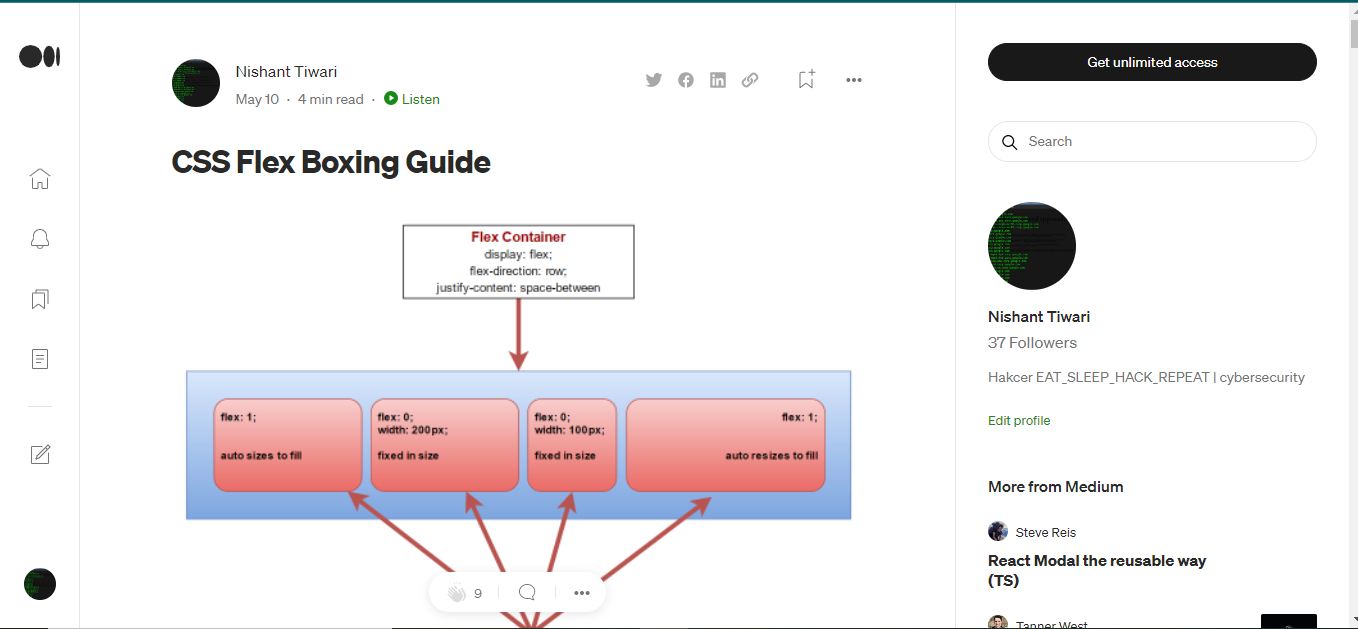 Nishant Tiwari
May 10 · 4 min read · Listen
CSS Flex Boxing Guide
Flex Container
display: flex;
flex-direction: row;
justify-content: space-between
flex: 1;
auto sizes to fill
flex: 0;
width: 200px;
fixed in size
flex: 0;
width: 100px;
fixed in size
flex: 1;
auto resizes to fill
9
Get unlimited access
Search
Nishant Tiwari
37 Followers
Hakcer EAT_SLEEP_HACK_REPEAT | cybersecurity
Edit profile
More from Medium
Steve Reis
React Modal the reusable way
(TS)
Tanner West